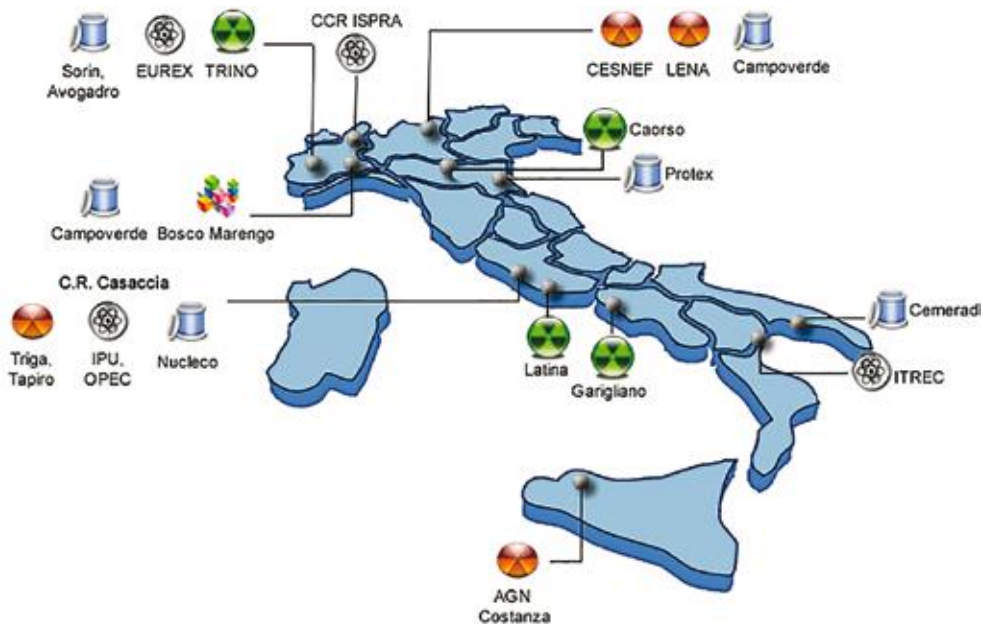 CCR ISPRA
Sorin,
Avogadro
EUREX
TRINO
CESNEF
LENA
Campoverde
Caorso
Protex
Campoverde
Bosco Marengo
C.R. Casaccia
Triga,
Tapiro
IPU,
OPEC
Nucleco
Latina
Garigliano
Cemeradi
ITREC
AGN
Costanza